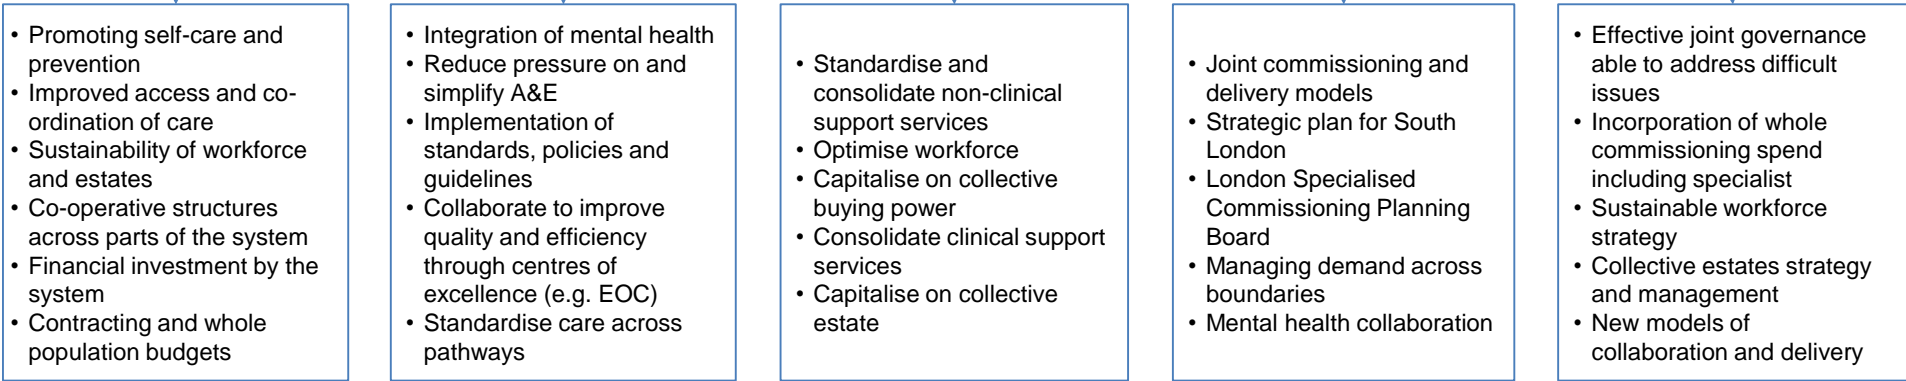 • Promoting self-care and
prevention
• Improved access and co-
ordination of care
• Sustainability of workforce
and estates
• Co-operative structures
across parts of the system
• Financial investment by the
system
• Contracting and whole
population budgets
• Integration of mental health
• Reduce pressure on and
simplify A&E
• Implementation of
standards, policies and
guidelines
• Collaborate to improve
quality and efficiency
through centres of
excellence (e.g. EOC)
• Standardise care across
pathways
• Standardise and
consolidate non-clinical
support services
• Optimise workforce
• Capitalise on collective
buying power
• Consolidate clinical support
services
• Capitalise on collective
estate
• Joint commissioning and
delivery models
• Strategic plan for South
London
• London Specialised
Commissioning Planning
Board
• Managing demand across
boundaries
• Mental health collaboration
• Effective joint governance
able to address difficult
issues
• Incorporation of whole
commissioning spend
including specialist
• Sustainable workforce
strategy
• Collective estates strategy
and management
• New models of
collaboration and delivery